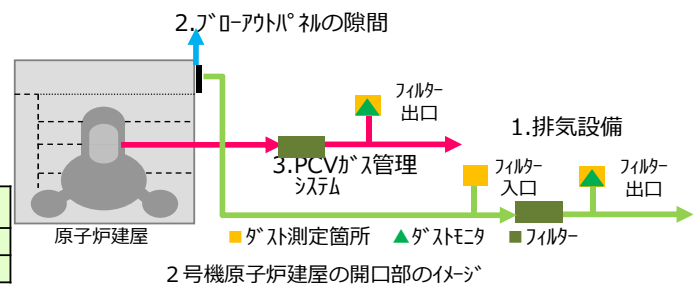 2.ﾌﾞﾛｰｱｳﾄﾊﾟﾈﾙの隙間
ﾌｨﾙﾀｰ
出口
1.排気設備
3.PCVｶﾞｽ管理
ｼｽﾃﾑ
ﾌｨﾙﾀｰ
入口
ﾌｨﾙﾀｰ
出口
原子炉建屋
■ﾀﾞｽﾄ測定箇所 ▲ﾀﾞｽﾄﾓﾆﾀ ■ﾌｨﾙﾀｰ
２号機原子炉建屋の開口部のｲﾒｰｼﾞ